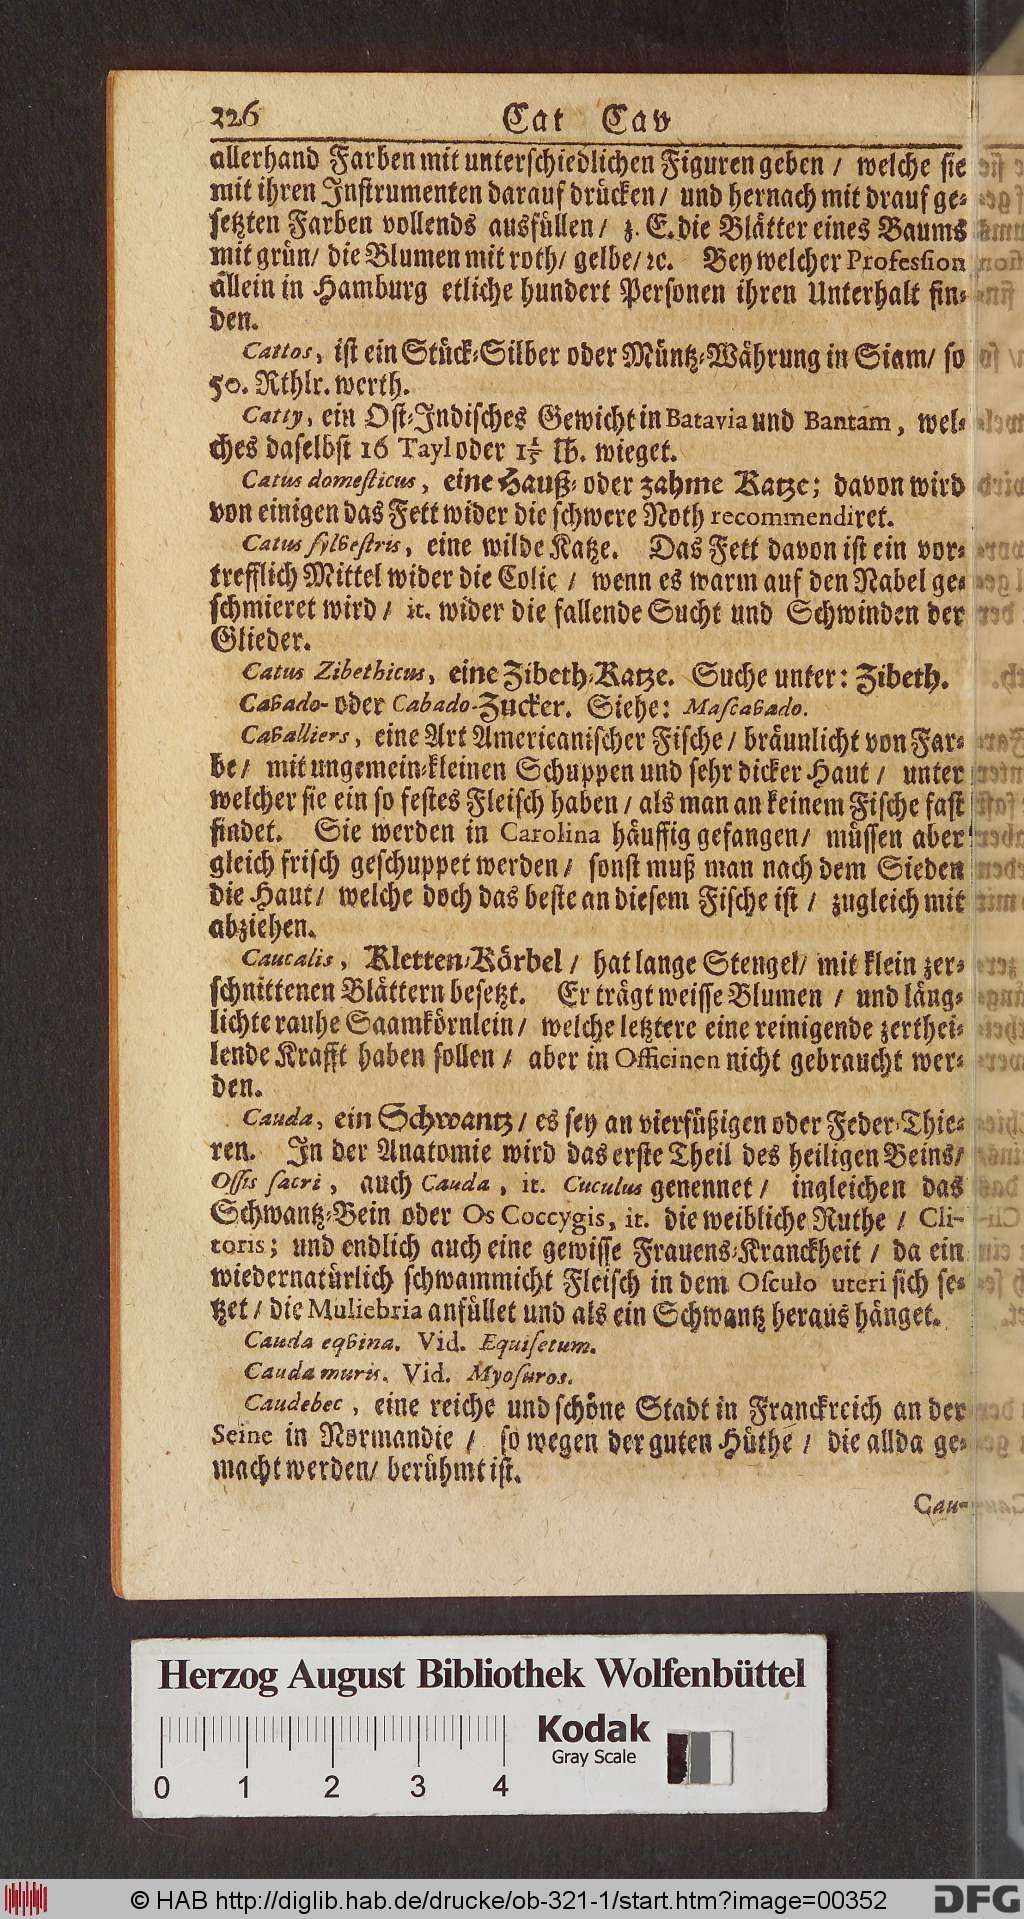 226 Cat Cav
allerhand Farben mit unterschiedlichen Figuren geben / welche sie
mit ihren Instrumenten darauf drücken / und hernach mit drauf ge-
setzten Farben vollends ausfüllen / z. E. die Blätter eines Baums
mit grün / die Blumen mit roth / gelbe / ꝛc. Bey welcher Profession
allein in Hamburg etliche hundert Personen ihren Unterhalt fin-
den.
Cattos, ist ein Stück-Silber oder Müntz-Währung in Siam / so
50. Rthlr. werth.
Catty, ein Ost-Indisches Gewicht in Batavia und Bantam, wel-
ches daselbst 16 Tayl oder 1⅕ lb. wieget.
Catus domesticus, eine Hauß- oder zahme Katze; davon wird
von einigen das Fett wider die schwere Noth recommendiret.
Catus sylvestris, eine wilde Katze. Das Fett davon ist ein vor-
trefflich Mittel wider die Colic / wenn es warm auf den Nabel ge-
schmieret wird / it. wider die fallende Sucht und Schwinden der
Glieder.
Catus Zibethicus, eine Zibeth-Katze. Suche unter: Zibeth.
Cavado- oder Cabado-Zucker. Siehe: Mascavado.
Cavalliers, eine Art Americanischer Fische / bräunlicht von Far-
be / mit ungemein-kleinen Schuppen und sehr dicker Haut / unter
welcher sie ein so festes Fleisch haben / als man an keinem Fische fast
findet. Sie werden in Carolina häuffig gefangen / müssen aber
gleich frisch geschuppet werden / sonst muß man nach dem Sieden
die Haut / welche doch das beste an diesem Fische ist / zugleich mit
abziehen.
Caucalis, Kletten-Körbel / hat lange Stengel / mit klein zer-
schnittenen Blättern besetzt. Er trägt weisse Blumen / und läng-
lichte rauhe Saamkörnlein / welche letztere eine reinigende zerthei-
lende Krafft haben sollen / aber in Officinen nicht gebraucht wer-
den.
Cauda, ein Schwantz / es sey an vierfüßigen oder Feder-Thie-
ren. In der Anatomie wird das erste Theil des heiligen Beins /
Ossis sacri, auch Cauda, it. Cuculus genennet / ingleichen das
Schwantz-Bein oder Os Coccygis, it. die weibliche Ruthe / Cli-
toris; und endlich auch eine gewisse Frauens-Kranckheit / da ein
wiedernatürlich schwammicht Fleisch in dem Osculo uteri sich se-
tzet / die Muliebria anfüllet und als ein Schwantz heraus hänget.
Cauda eqvina. Vid. Equisetum.
Cauda muris. Vid. Myosuros.
Caudebec, eine reiche und schöne Stadt in Franckreich an der
Seine in Normandie / so wegen der guten Hüthe / die allda ge-
macht werden / berühmt ist.
Cau-
Herzog August Bibliothek Wolfenbüttel
Kodak
Gray Scale
0 1 2 3 4
© HAB http://diglib.hab.de/drucke/ob-321-1/start.htm?image=00352
DFG